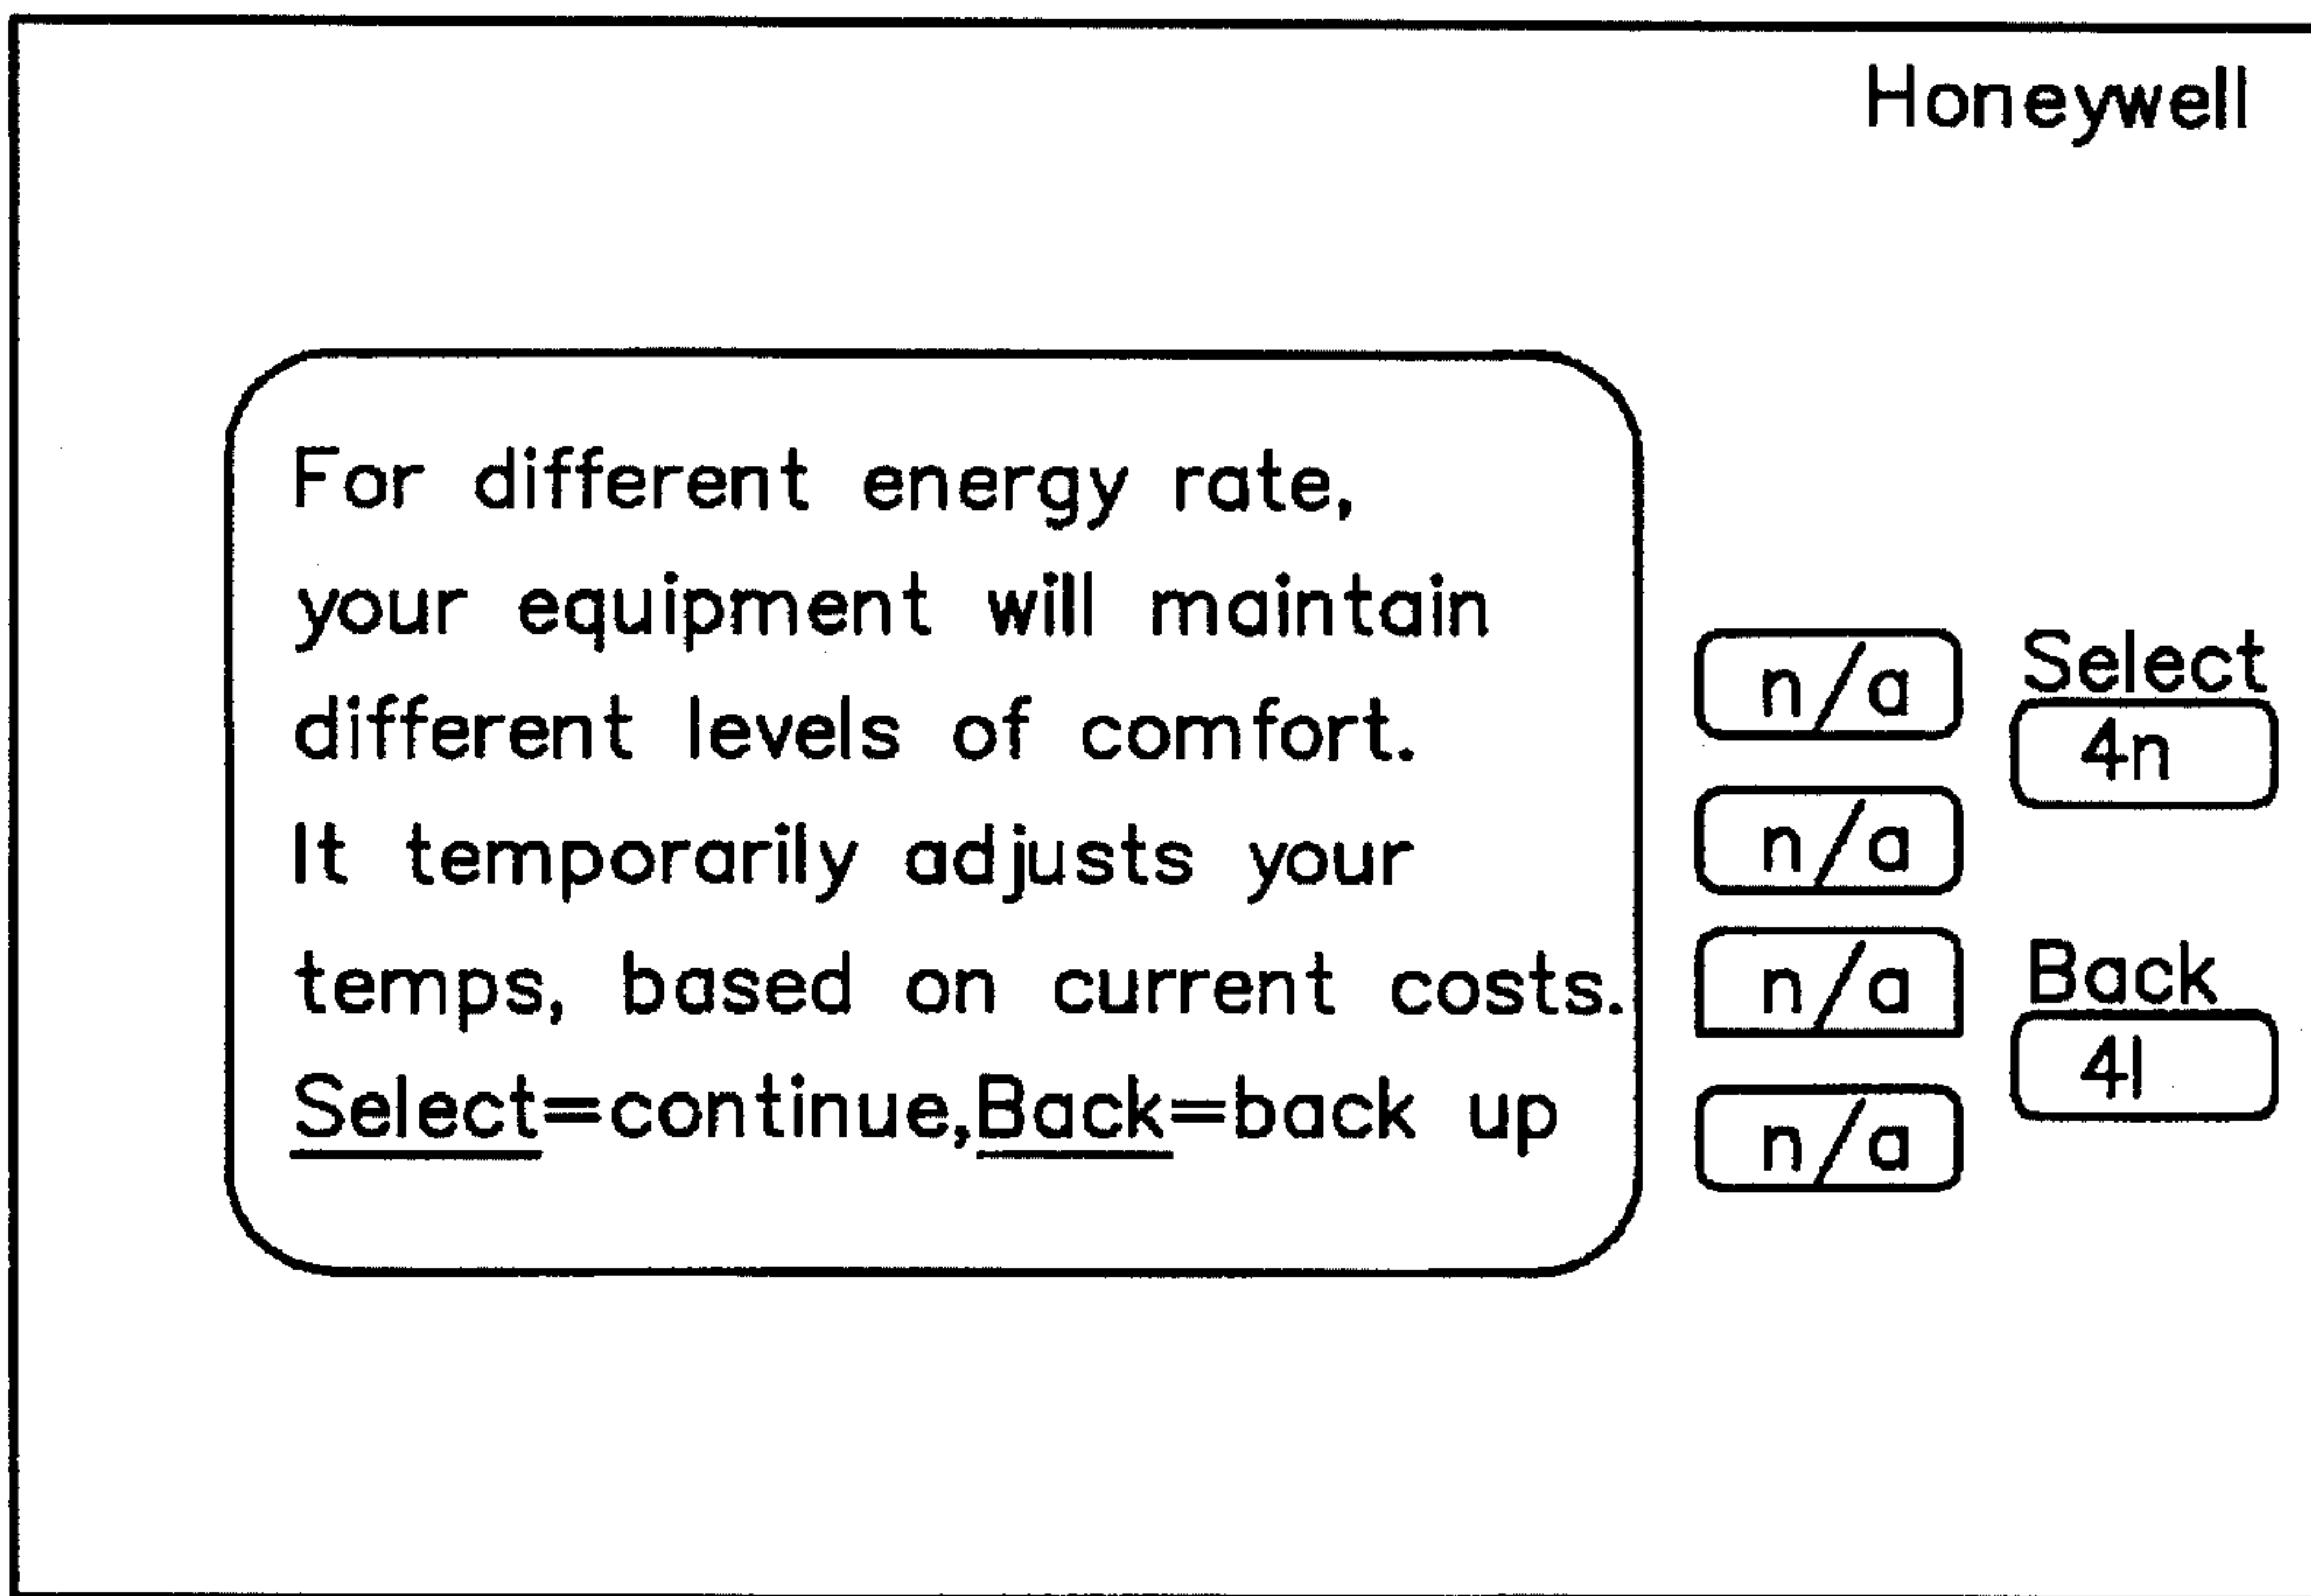 Honeywell
For different energy rate,
your equipment will maintain
different levels of comfort.
It temporarily adjusts your
temps, based on current costs.
Select=continue,Back=back up
n/a
n/a
n/a
n/a
Select
4n
Back
4l